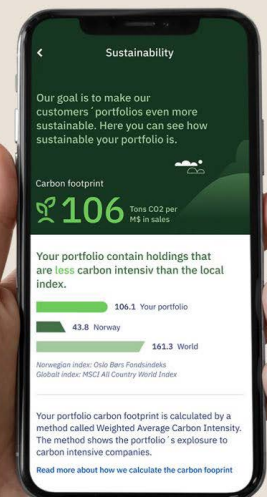 Sustainability
Our goal is to make our
customers´portfolios even more
sustainable. Here you can see how
sustainable your portfolio is.
Carbon footprint
106 Tons CO2 per
M$ in sales
Your portfolio contain holdings that
are less carbon intensiv than the local
index.
106.1 Your portfolio
43.8 Norway
161.3 World
Norwegian index: Oslo Børs Fondsindeks
Globalt index: MSCI All Country World Index
Your portfolio carbon footprint is calculated by a
method called Weighted Average Carbon Intensity.
The method shows the portfolio´s explosure to
carbon intensive companies.
Read more about how we calculate the carbon fooprint